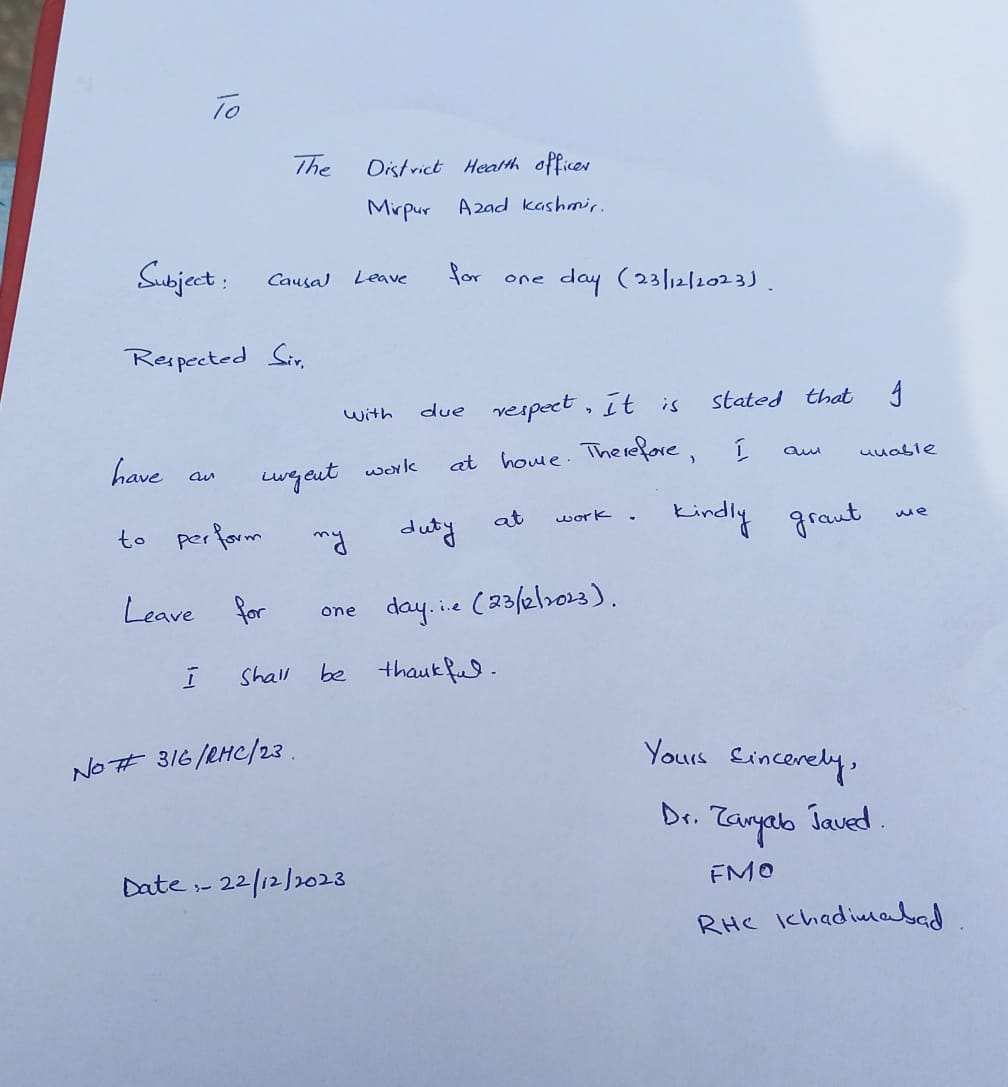 To
The District Health officer
Mirpur Azad Kashmir.
Subject: Causal Leave for one day (23/12/2023).
Respected Sir,
with due respect, It is stated that I
have an urgent work at home. Therefore, I am unable
to perform my duty at work. Kindly grant me
Leave for one day. i.e (23/12/2023).
I shall be thankful.
No # 316/RHC/23.
Yours Sincerely,
Dr. Zaryab Javed.
FMO
Date :- 22/12/2023
RHC Khadimabad.